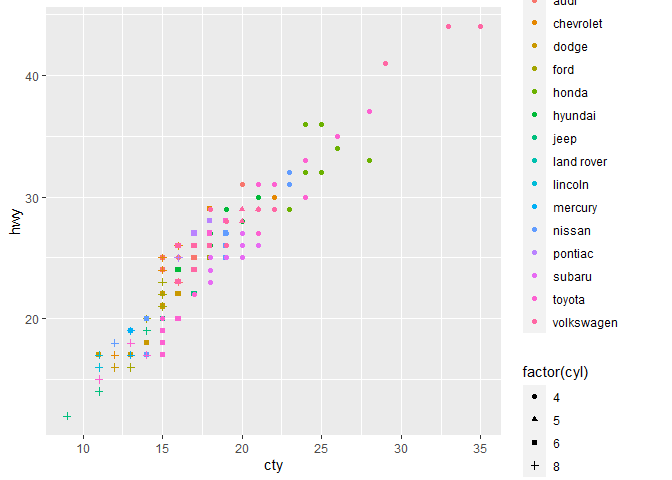 audi
chevrolet
dodge
ford
honda
hyundai
jeep
land rover
lincoln
mercury
nissan
pontiac
subaru
toyota
volkswagen
factor(cyl)
4
5
6
8
hwy
40
30
20
10
15
20
25
30
35
cty